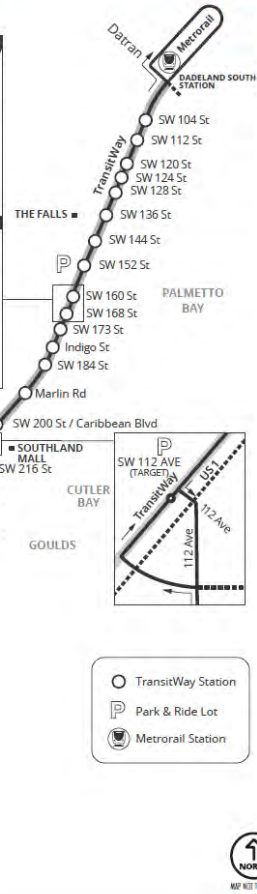 Datran
Metrorail
DADELAND SOUTH
STATION
TransitWay
SW 104 St
SW 112 St
SW 120 St
SW 124 St
SW 128 St
THE FALLS
SW 136 St
SW 144 St
P
SW 152 St
SW 160 St
PALMETTO
BAY
SW 168 St
SW 173 St
Indigo St
SW 184 St
Marlin Rd
SW 200 St / Caribbean Blvd
SOUTHLAND
MALL
SW 216 St
P
SW 112 AVE
(TARGET)
TransitWay
US 1
112 Ave
112 Ave
CUTLER
BAY
GOULDS
TransitWay Station
P Park & Ride Lot
Metrorail Station
MAP NOT